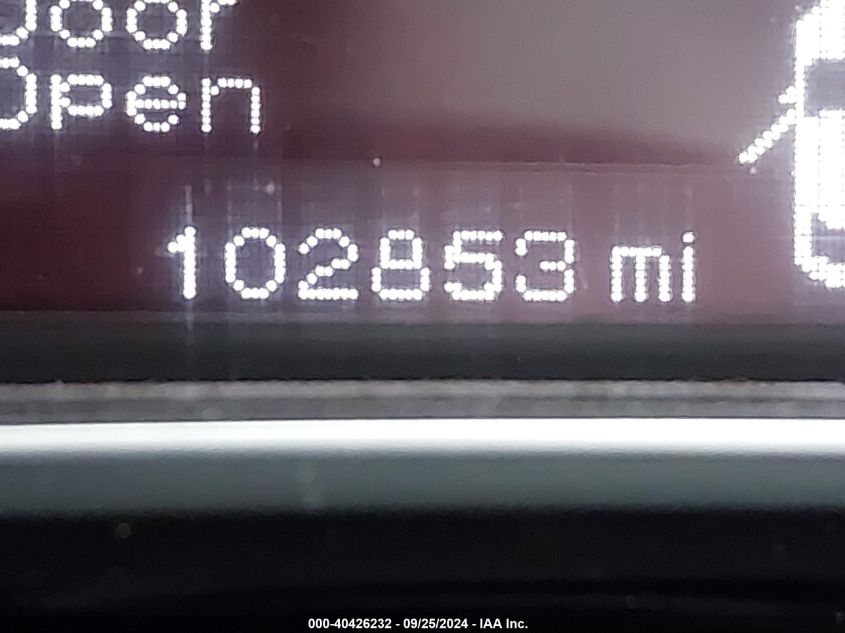 Door
Open
102853 mi
000-40426232 - 09/25/2024 - IAA Inc.